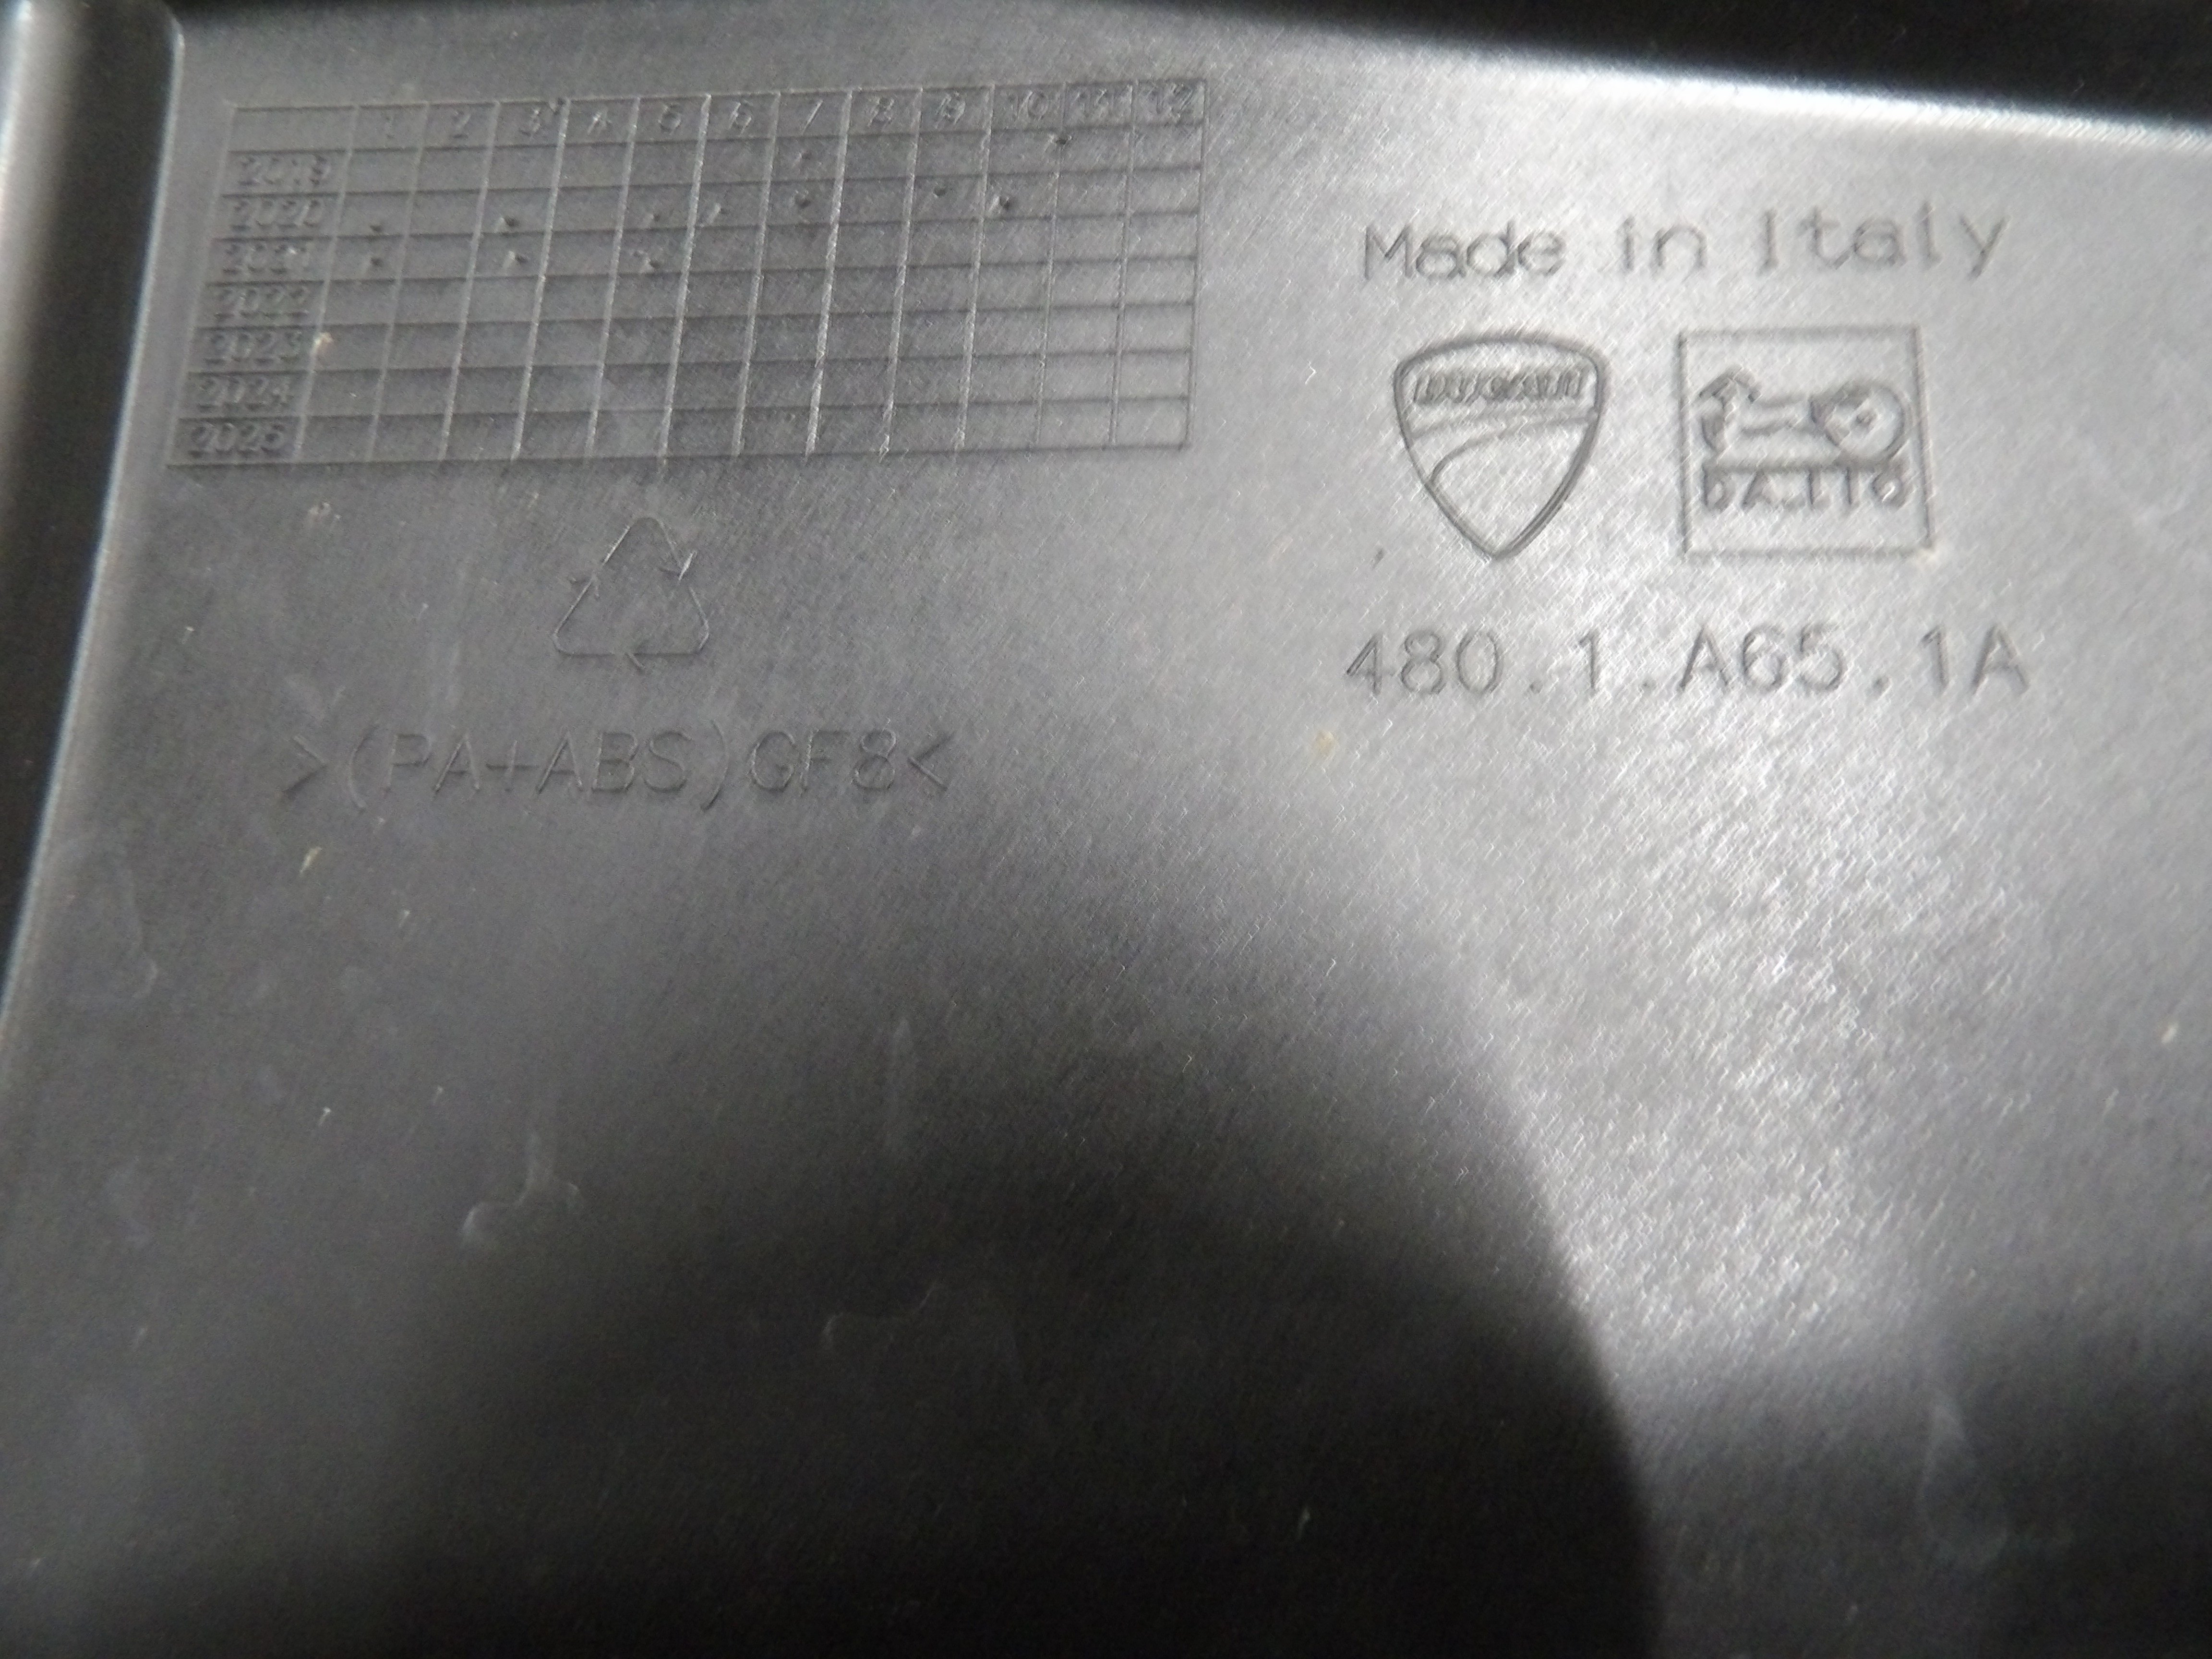 1 2 3 4 5 6 7 8 9 10 11 12
2019
2020
2021
2022
2023
2024
2025
Made in Italy
DUCATI
480.1.A65.1A
>(PA+ABS)GF8<